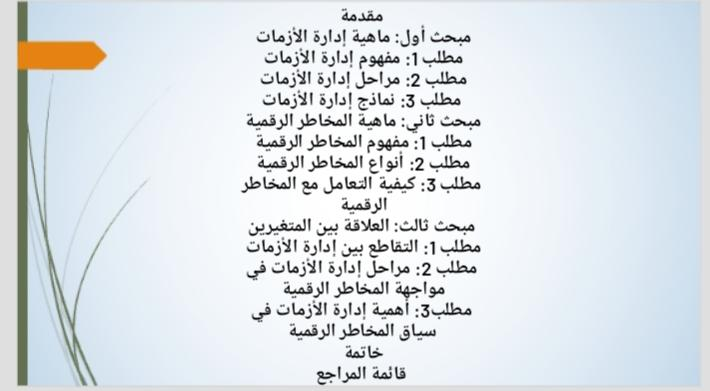 مقدمة
مبحث أول: ماهية إدارة الأزمات
مطلب 1: مفهوم إدارة الأزمات
مطلب 2: مراحل إدارة الأزمات
مطلب 3: نماذج إدارة الأزمات
مبحث ثاني: ماهية المخاطر الرقمية
مطلب 1: مفهوم المخاطر الرقمية
مطلب 2: أنواع المخاطر الرقمية
مطلب 3: كيفية التعامل مع المخاطر
الرقمية
مبحث ثالث: العلاقة بين المتغيرين
مطلب 1: التقاطع بين إدارة الأزمات
مطلب 2: مراحل إدارة الأزمات في
مواجهة المخاطر الرقمية
مطلب3: أهمية إدارة الأزمات في
سياق المخاطر الرقمية
خاتمة
قائمة المراجع